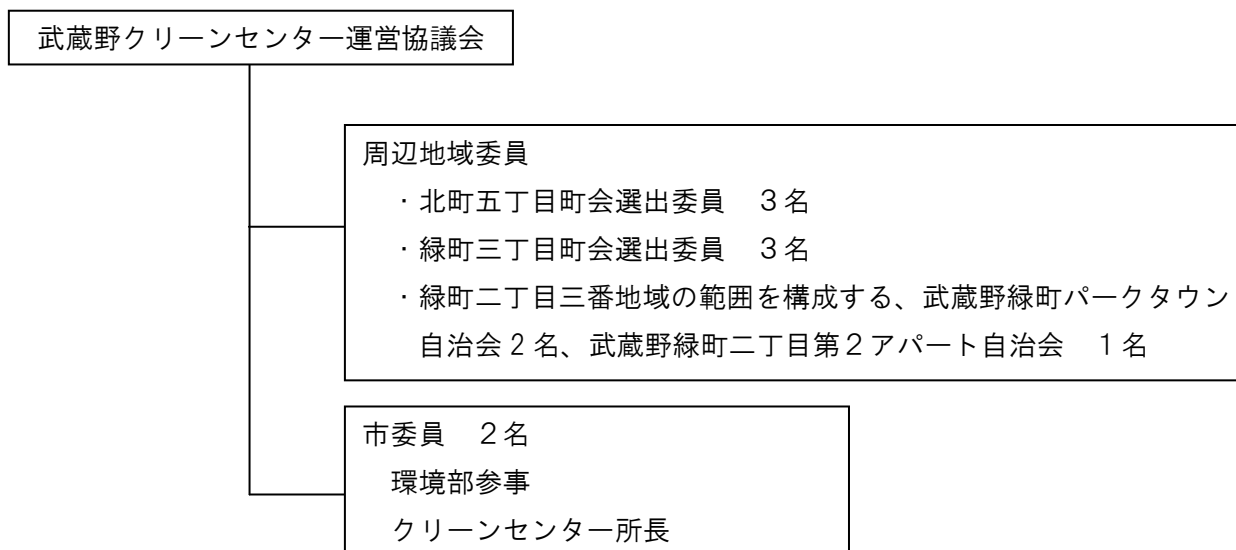 武蔵野クリーンセンター運営協議会
周辺地域委員
・北町五丁目町会選出委員　３名
・緑町三丁目町会選出委員　３名
・緑町二丁目三番地域の範囲を構成する、武蔵野緑町パークタウン
自治会２名、武蔵野緑町二丁目第２アパート自治会　１名
市委員　２名
環境部参事
クリーンセンター所長